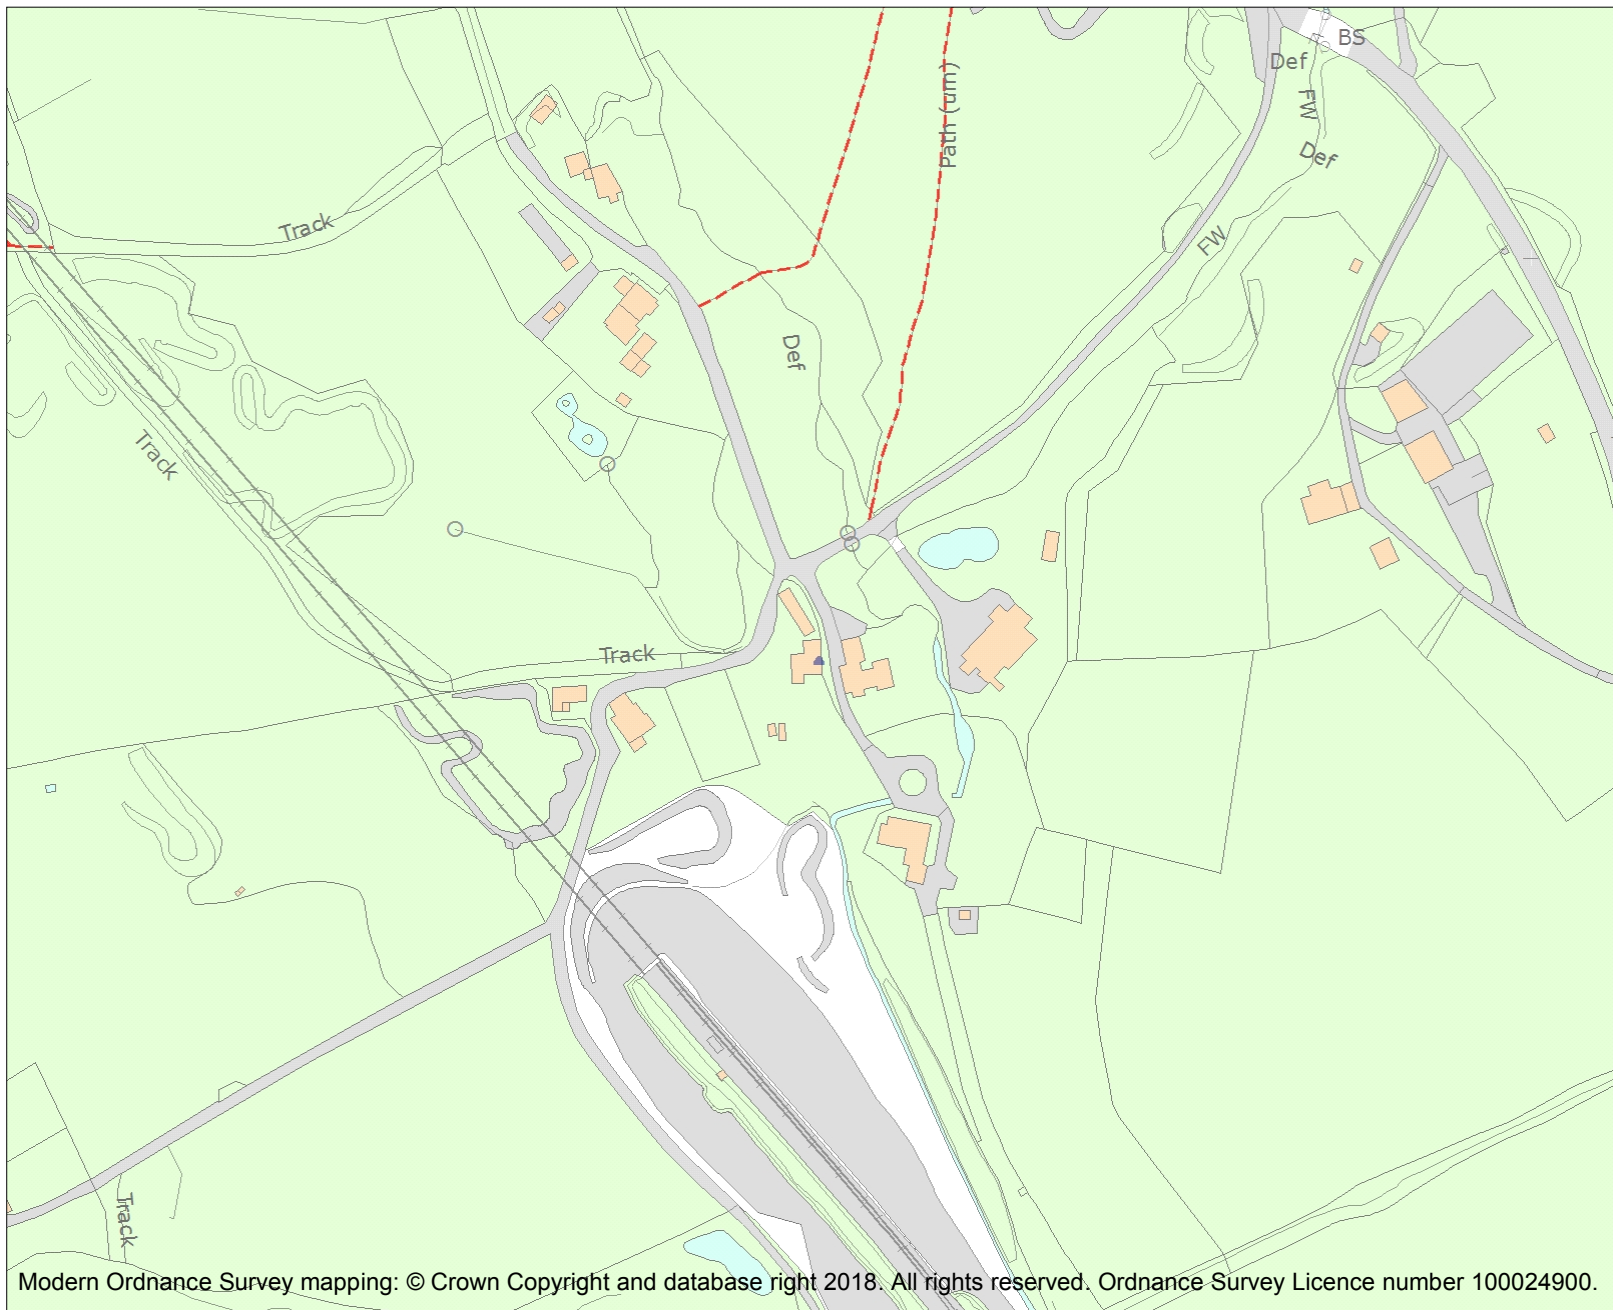 BS
Def
Path (um)
FW
Def
Track
FW
Def
Track
Track
Track
Modern Ordnance Survey mapping: © Crown Copyright and database right 2018. All rights reserved. Ordnance Survey Licence number 100024900.